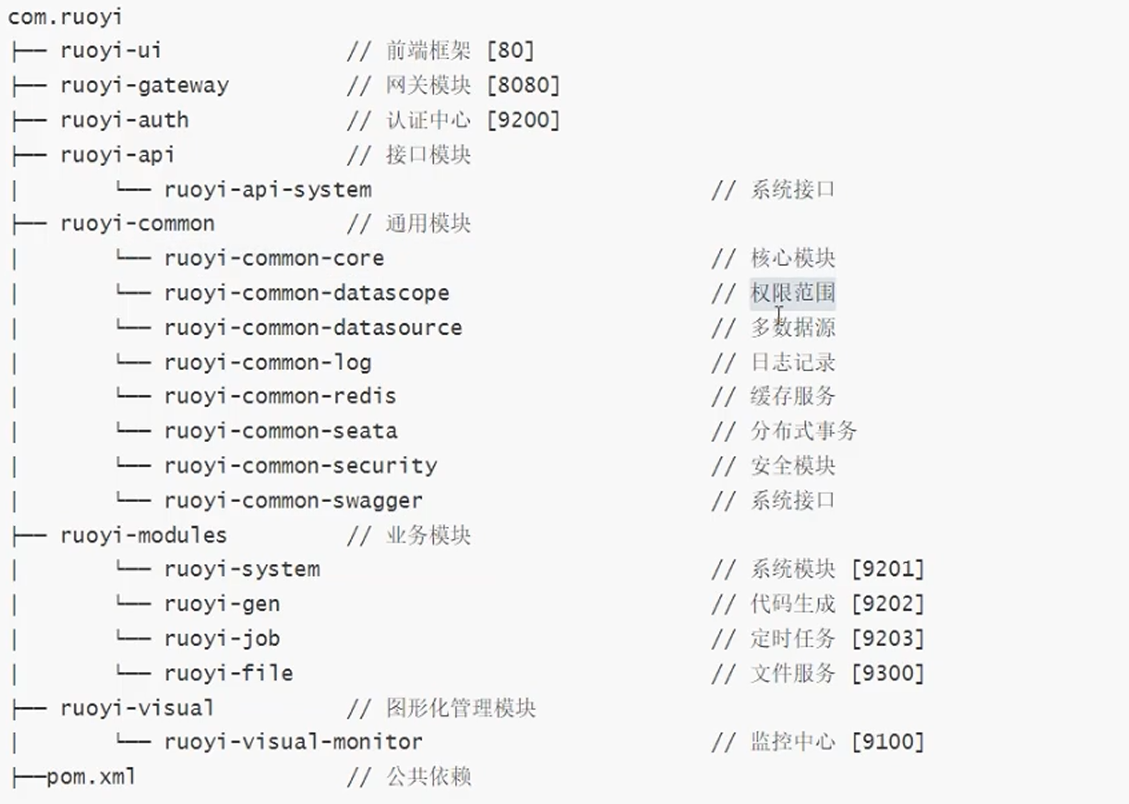 com.ruoyi
├── ruoyi-ui // 前端框架 [80]
├── ruoyi-gateway // 网关模块 [8080]
├── ruoyi-auth // 认证中心 [9200]
├── ruoyi-api // 接口模块
│ └── ruoyi-api-system // 系统接口
├── ruoyi-common // 通用模块
│ └── ruoyi-common-core // 核心模块
│ └── ruoyi-common-datascope // 权限范围
│ └── ruoyi-common-datasource // 多数据源
│ └── ruoyi-common-log // 日志记录
│ └── ruoyi-common-redis // 缓存服务
│ └── ruoyi-common-seata // 分布式事务
│ └── ruoyi-common-security // 安全模块
│ └── ruoyi-common-swagger // 系统接口
├── ruoyi-modules // 业务模块
│ └── ruoyi-system // 系统模块 [9201]
│ └── ruoyi-gen // 代码生成 [9202]
│ └── ruoyi-job // 定时任务 [9203]
│ └── ruoyi-file // 文件服务 [9300]
├── ruoyi-visual // 图形化管理模块
│ └── ruoyi-visual-monitor // 监控中心 [9100]
├──pom.xml // 公共依赖